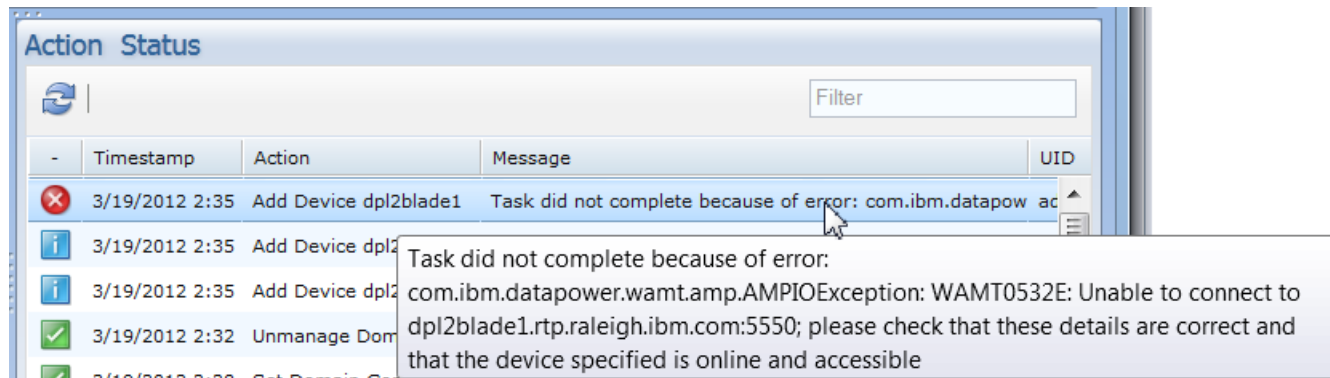 Action Status
Filter
- Timestamp Action Message UID
3/19/2012 2:35 Add Device dpl2blade1 Task did not complete because of error: com.ibm.datapow
3/19/2012 2:35 Add Device
3/19/2012 2:35 Add Device
3/19/2012 2:32 Unmanage
Task did not complete because of error:
com.ibm.datapower.wamt.amp.AMPIOException: WAMT0532E: Unable to connect to
dpl2blade1.rtp.raleigh.ibm.com:5550; please check that these details are correct and
that the device specified is online and accessible